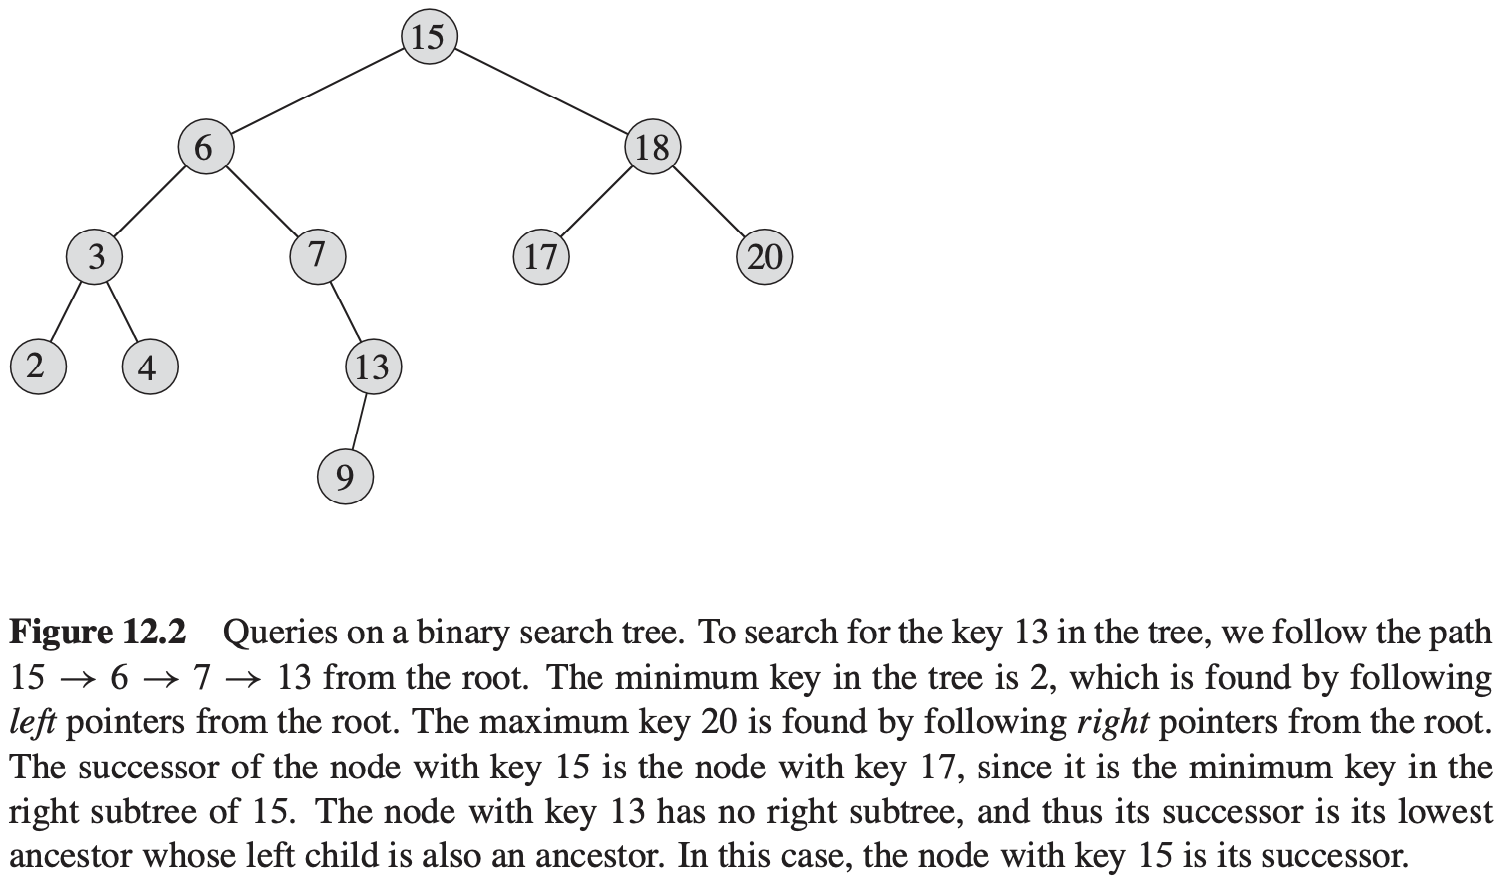 15
6
18
3
7
17
20
2
4
13
9
Figure 12.2 Queries on a binary search tree. To search for the key 13 in the tree, we follow the path
15 → 6 → 7 → 13 from the root. The minimum key in the tree is 2, which is found by following
left pointers from the root. The maximum key 20 is found by following right pointers from the root.
The successor of the node with key 15 is the node with key 17, since it is the minimum key in the
right subtree of 15. The node with key 13 has no right subtree, and thus its successor is its lowest
ancestor whose left child is also an ancestor. In this case, the node with key 15 is its successor.